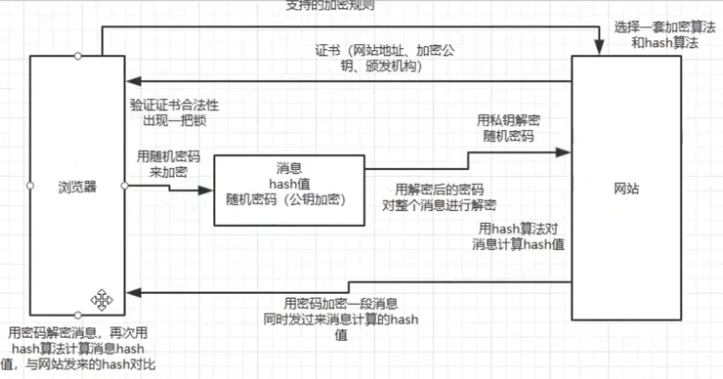 支持的加密规则
选择一套加密算法
和hash算法
证书（网站地址、加密公
钥、颁发机构）
验证证书合法性
出现一把锁
用私钥解密
随机密码
用随机密码
来加密
消息
hash值
随机密码（公钥加密）
浏览器
网站
用解密后的密码
对整个消息进行解密
用hash算法对
消息计算hash值
用密码加密一段消息
同时发过来消息计算的hash
值
用密码解密消息，再次用
hash算法计算消息hash
值，与网站发来的hash对比